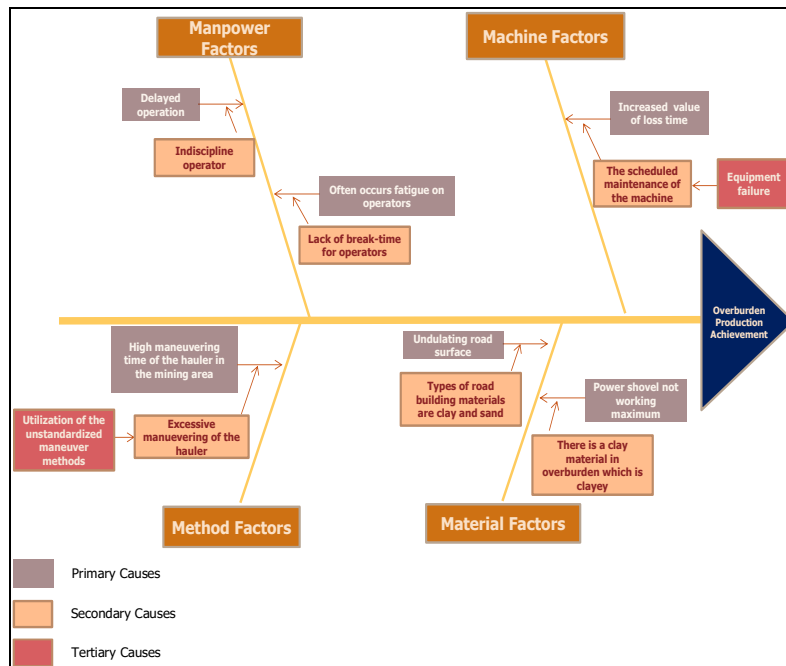 Manpower
Factors
Machine Factors
Delayed
operation
Indiscipline
operator
Often occurs fatigue on
operators
Lack of break-time
for operators
Increased value
of loss time
The scheduled
maintenance of
the machine
Equipment
failure
Overburden
Production
Achievement
High maneuvering
time of the hauler in
the mining area
Utilization of the
unstandardized
maneuver
methods
Excessive
manuevering of the
hauler
Undulating road
surface
Types of road
building materials
are clay and sand
Power shovel not
working
maximum
There is a clay
material in
overburden which is
clayey
Method Factors
Material Factors
Primary Causes
Secondary Causes
Tertiary Causes